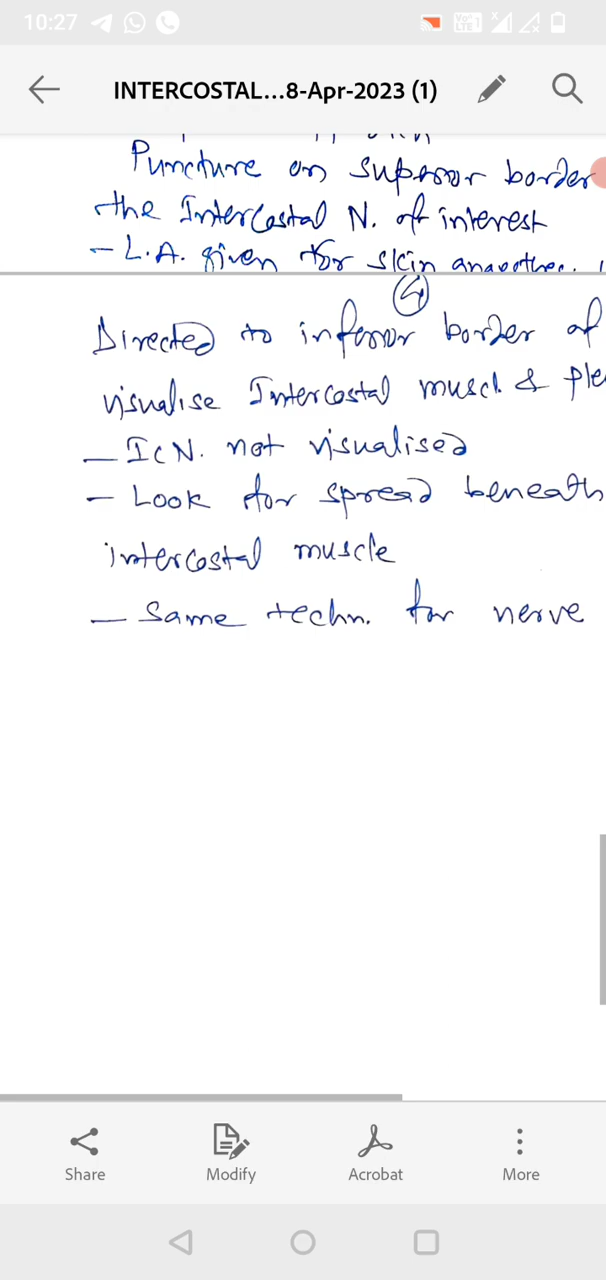 10:27
VoLTE1
INTERCOSTAL...8-Apr-2023 (1)
Puncture on superior border
the Intercostal N. of interest
- L.A. given for skin
4
Directed to inferior border of
visualise Intercostal muscl & ple
- ICN. not visualised
- Look for spread beneath
intercostal muscle
- Same techn. for nerve
Share
Modify
Acrobat
More